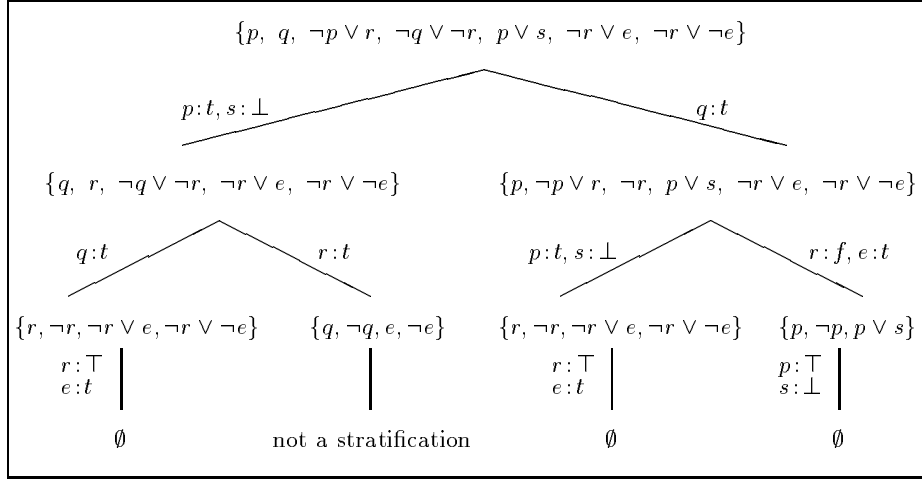 {p, q, ¬p ∨ r, ¬q ∨ ¬r, p ∨ s, ¬r ∨ e, ¬r ∨ ¬e}
p:t, s:⊥ q:t
{q, r, ¬q ∨ ¬r, ¬r ∨ e, ¬r ∨ ¬e} {p, ¬p ∨ r, ¬r, p ∨ s, ¬r ∨ e, ¬r ∨ ¬e}
q:t r:t p:t, s:⊥ r:f, e:t
{r, ¬r, ¬r ∨ e, ¬r ∨ ¬e} {q, ¬q, e, ¬e} {r, ¬r, ¬r ∨ e, ¬r ∨ ¬e} {p, ¬p, p ∨ s}
r:⊤ r:⊤ p:⊤
e:t e:t s:⊥
∅ not a stratification ∅ ∅